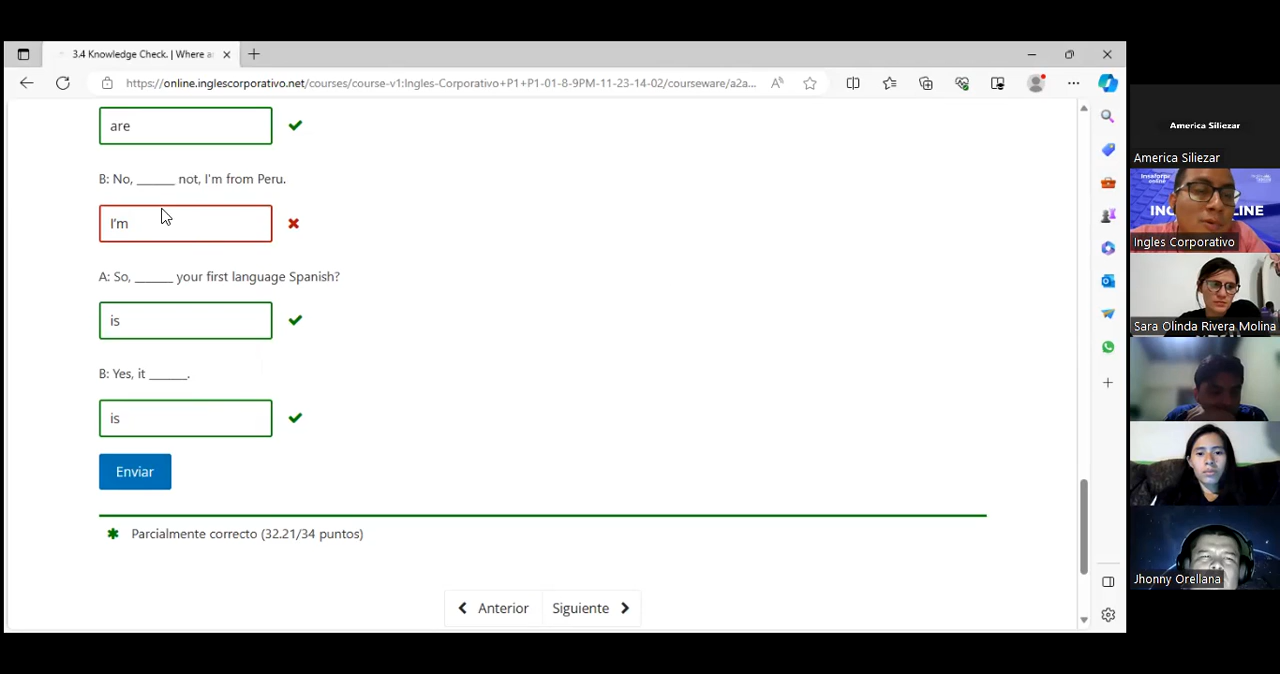 3.4 Knowledge Check. | Where a
https://online.inglescorporativo.net/courses/course-v1:Ingles-Corporativo+P1+P1-01-8-9PM-11-23-14-02/courseware/a2a...
are
B: No, ______ not, I'm from Peru.
I'm
A: So, ______ your first language Spanish?
is
B: Yes, it ______.
is
Enviar
Parcialmente correcto (32.21/34 puntos)
Anterior
Siguiente
America Siliezar
America Siliezar
Ingles Corporativo
Sara Olinda Rivera Molina
Jhonny Orellana